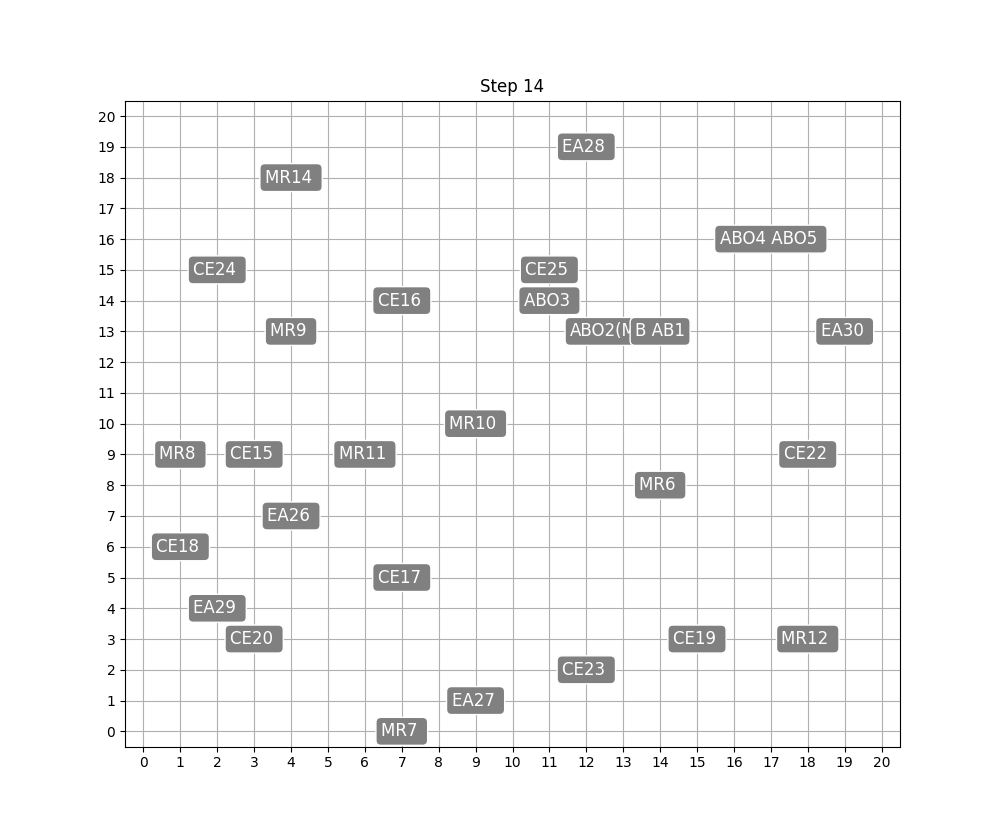 Step 14
20
19
EA28
18
MR14
17
16
ABO4 ABO5
15
CE24
CE25
14
CE16
ABO3
13
MR9
ABO2(M
B AB1
EA30
12
11
10
MR10
9
MR8
CE15
MR11
CE22
8
MR6
7
EA26
6
CE18
5
CE17
4
EA29
3
CE20
CE19
MR12
2
CE23
1
EA27
0
MR7
0 1 2 3 4 5 6 7 8 9 10 11 12 13 14 15 16 17 18 19 20